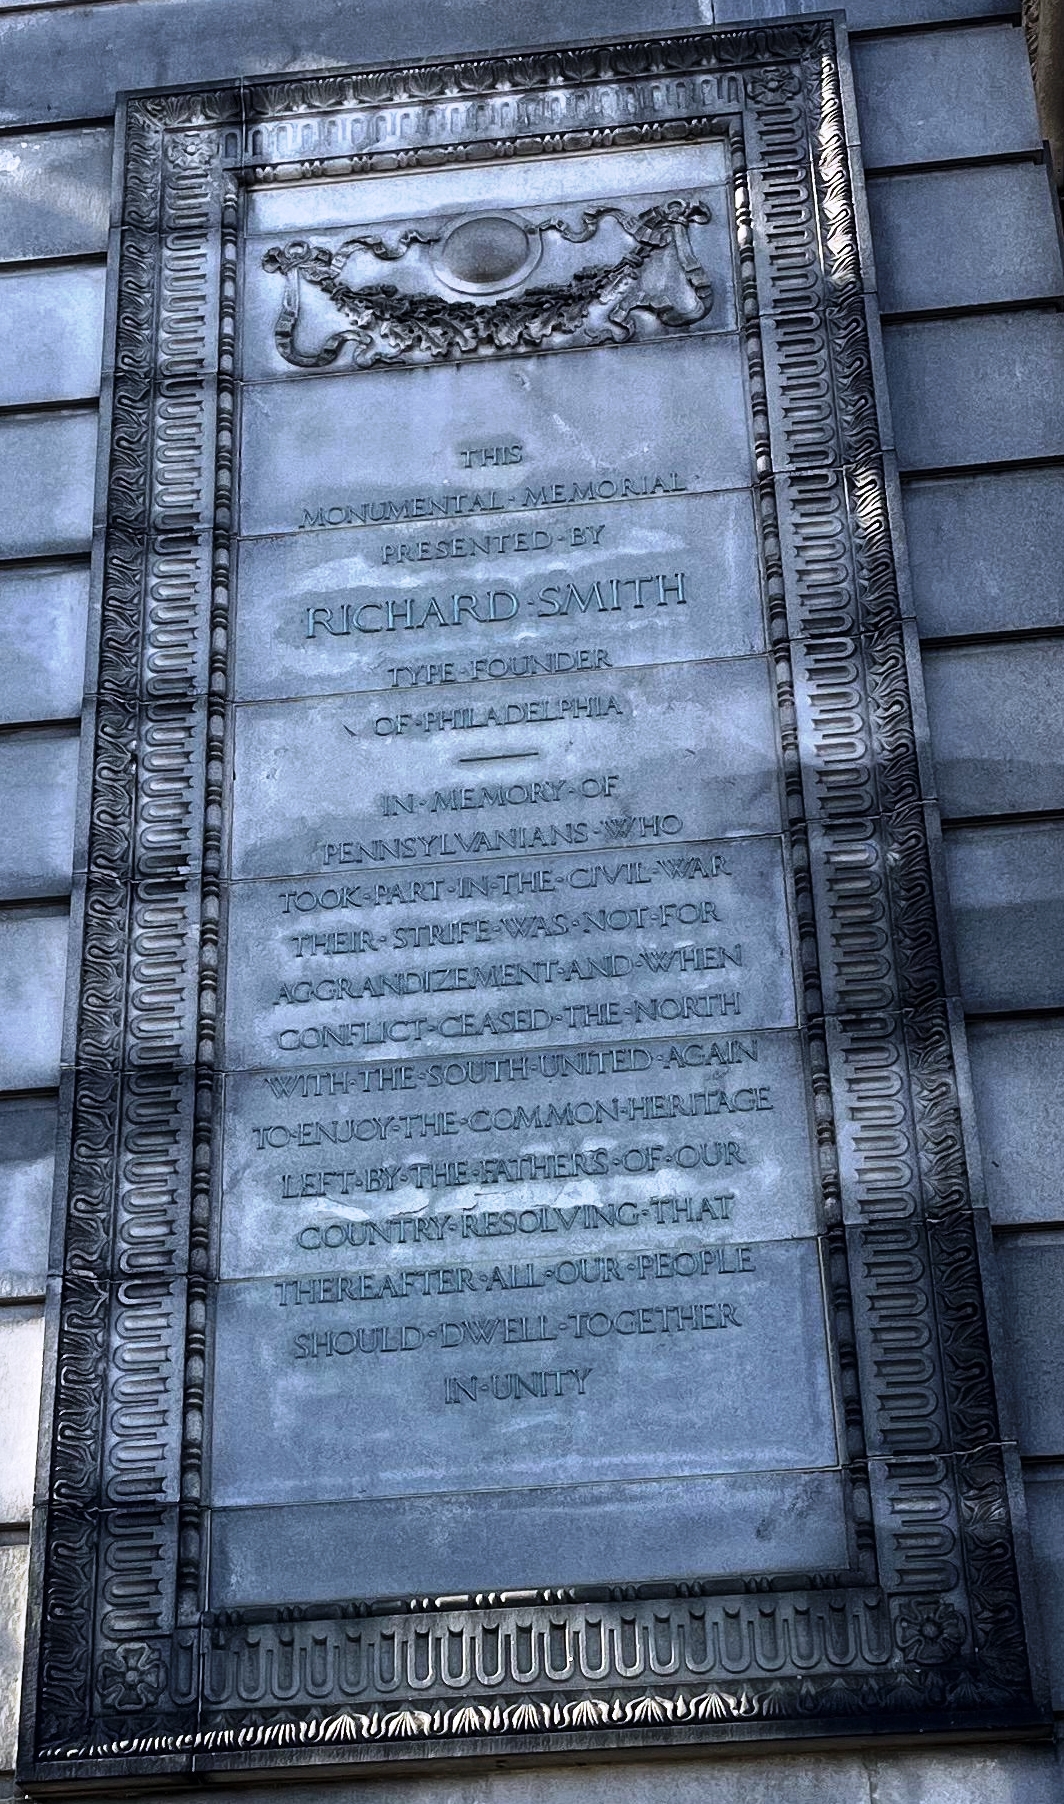 THIS
MONUMENTAL·MEMORIAL
PRESENTED·BY
RICHARD·SMITH
TYPE·FOUNDER
OF·PHILADELPHIA
IN·MEMORY·OF
PENNSYLVANIANS·WHO
TOOK·PART·IN·THE·CIVIL·WAR
THEIR·STRIFE·WAS·NOT·FOR
AGGRANDIZEMENT·AND·WHEN
CONFLICT·CEASED·THE·NORTH
WITH·THE·SOUTH·UNITED·AGAIN
TO·ENJOY·THE·COMMON·HERITAGE
LEFT·BY·THE·FATHERS·OF·OUR
COUNTRY·RESOLVING·THAT
THEREAFTER·ALL·OUR·PEOPLE
SHOULD·DWELL·TOGETHER
IN·UNITY